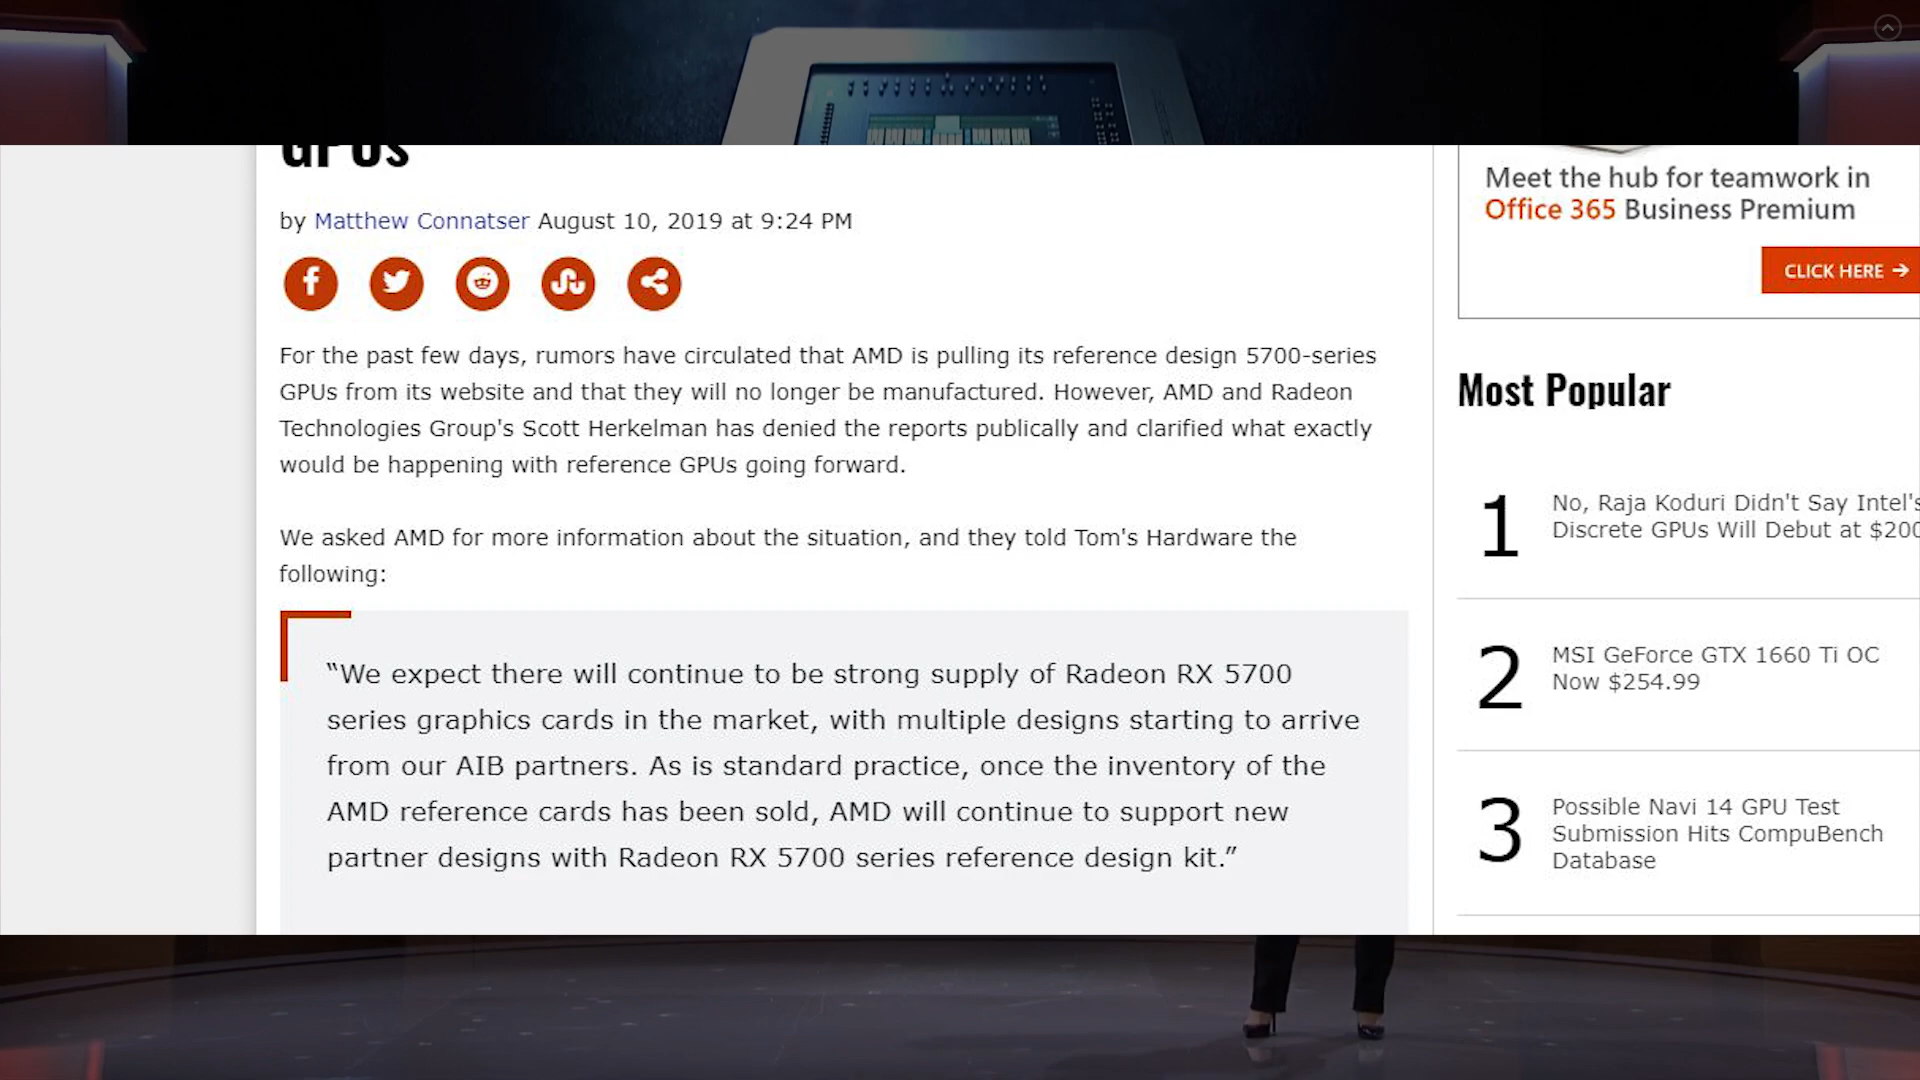 GPUs
by Matthew Connatser August 10, 2019 at 9:24 PM
For the past few days, rumors have circulated that AMD is pulling its reference design 5700-series
GPUs from its website and that they will no longer be manufactured. However, AMD and Radeon
Technologies Group's Scott Herkelman has denied the reports publically and clarified what exactly
would be happening with reference GPUs going forward.
We asked AMD for more information about the situation, and they told Tom's Hardware the
following:
“We expect there will continue to be strong supply of Radeon RX 5700
series graphics cards in the market, with multiple designs starting to arrive
from our AIB partners. As is standard practice, once the inventory of the
AMD reference cards has been sold, AMD will continue to support new
partner designs with Radeon RX 5700 series reference design kit.”
Meet the hub for teamwork in
Office 365 Business Premium
CLICK HERE →
Most Popular
1
No, Raja Koduri Didn't Say Intel's
Discrete GPUs Will Debut at $200
2
MSI GeForce GTX 1660 Ti OC
Now $254.99
3
Possible Navi 14 GPU Test
Submission Hits CompuBench
Database